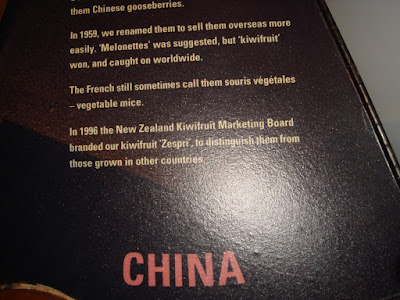 them Chinese gooseberries.
In 1959, we renamed them to sell them overseas more
easily. 'Melonettes' was suggested, but 'kiwifruit'
won, and caught on worldwide.
The French still sometimes call them souris végétales
– vegetable mice.
In 1996 the New Zealand Kiwifruit Marketing Board
branded our kiwifruit 'Zespri', to distinguish them from
those grown in other countries.
CHINA